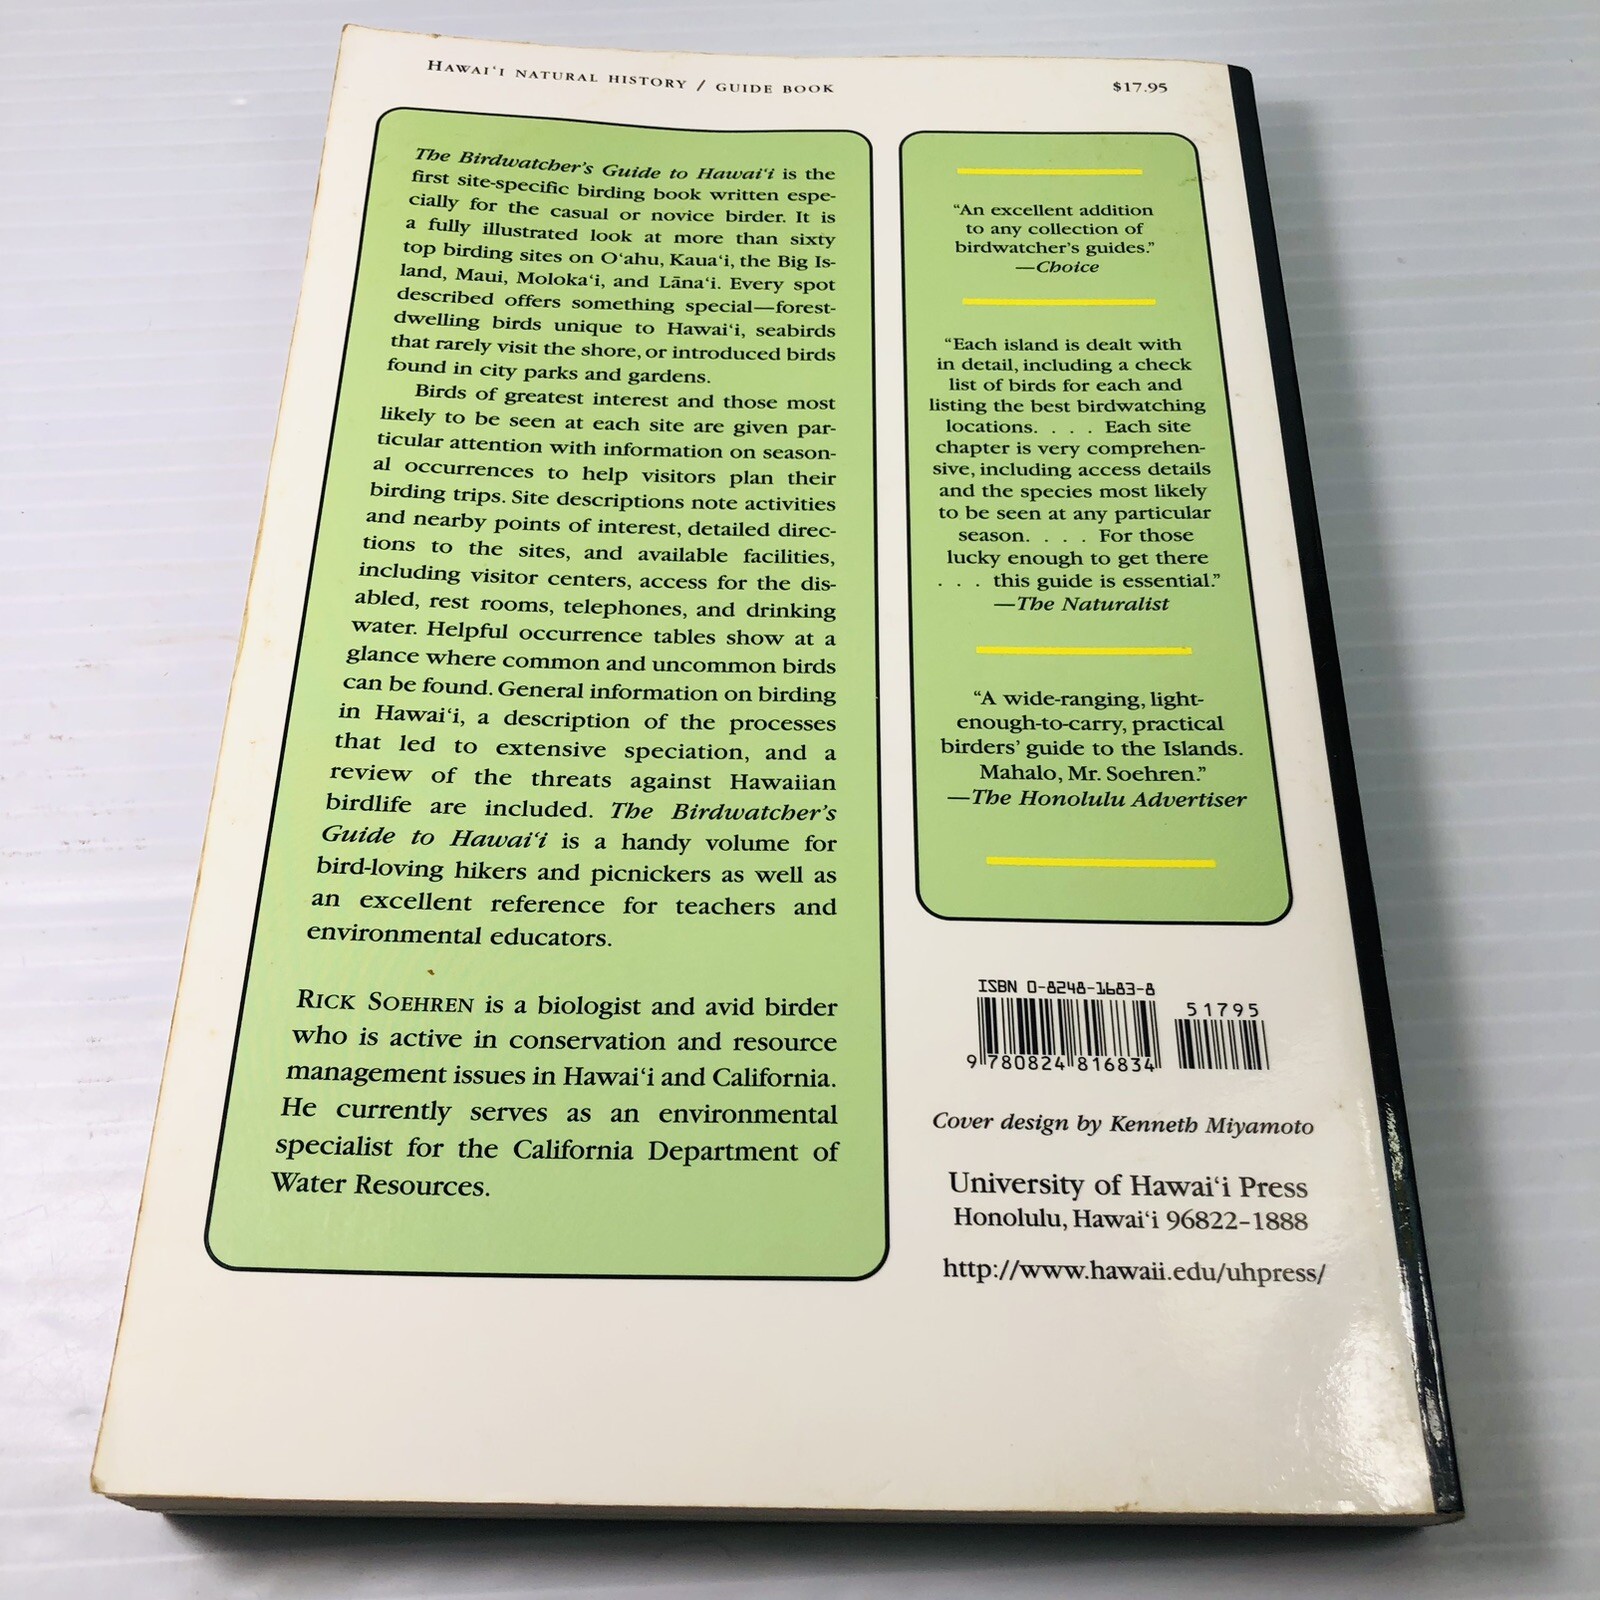 HAWAI‘I NATURAL HISTORY / GUIDE BOOK
$17.95
The Birdwatcher's Guide to Hawai‘i is the
first site-specific birding book written espe-
cially for the casual or novice birder. It is
a fully illustrated look at more than sixty
top birding sites on O‘ahu, Kaua‘i, the Big Is-
land, Maui, Moloka‘i, and Lāna‘i. Every spot
described offers something special—forest-
dwelling birds unique to Hawai‘i, seabirds
that rarely visit the shore, or introduced birds
found in city parks and gardens.
Birds of greatest interest and those most
likely to be seen at each site are given par-
ticular attention with information on season-
al occurrences to help visitors plan their
birding trips. Site descriptions note activities
and nearby points of interest, detailed direc-
tions to the sites, and available facilities,
including visitor centers, access for the dis-
abled, rest rooms, telephones, and drinking
water. Helpful occurrence tables show at a
glance where common and uncommon birds
can be found. General information on birding
in Hawai‘i, a description of the processes
that led to extensive speciation, and a
review of the threats against Hawaiian
birdlife are included. The Birdwatcher's
Guide to Hawai‘i is a handy volume for
bird-loving hikers and picnickers as well as
an excellent reference for teachers and
environmental educators.
RICK SOEHREN is a biologist and avid birder
who is active in conservation and resource
management issues in Hawai‘i and California.
He currently serves as an environmental
specialist for the California Department of
Water Resources.
“An excellent addition
to any collection of
birdwatcher's guides.”
—Choice
“Each island is dealt with
in detail, including a check
list of birds for each and
listing the best birdwatching
locations. . . . Each site
chapter is very comprehen-
sive, including access details
and the species most likely
to be seen at any particular
season. . . . For those
lucky enough to get there
. . . this guide is essential.”
—The Naturalist
“A wide-ranging, light-
enough-to-carry, practical
birders’ guide to the Islands.
Mahalo, Mr. Soehren.”
—The Honolulu Advertiser
ISBN 0-8248-1683-8
51795
9 780824 816834
Cover design by Kenneth Miyamoto
University of Hawai‘i Press
Honolulu, Hawai‘i 96822-1888
http://www.hawaii.edu/uhpress/